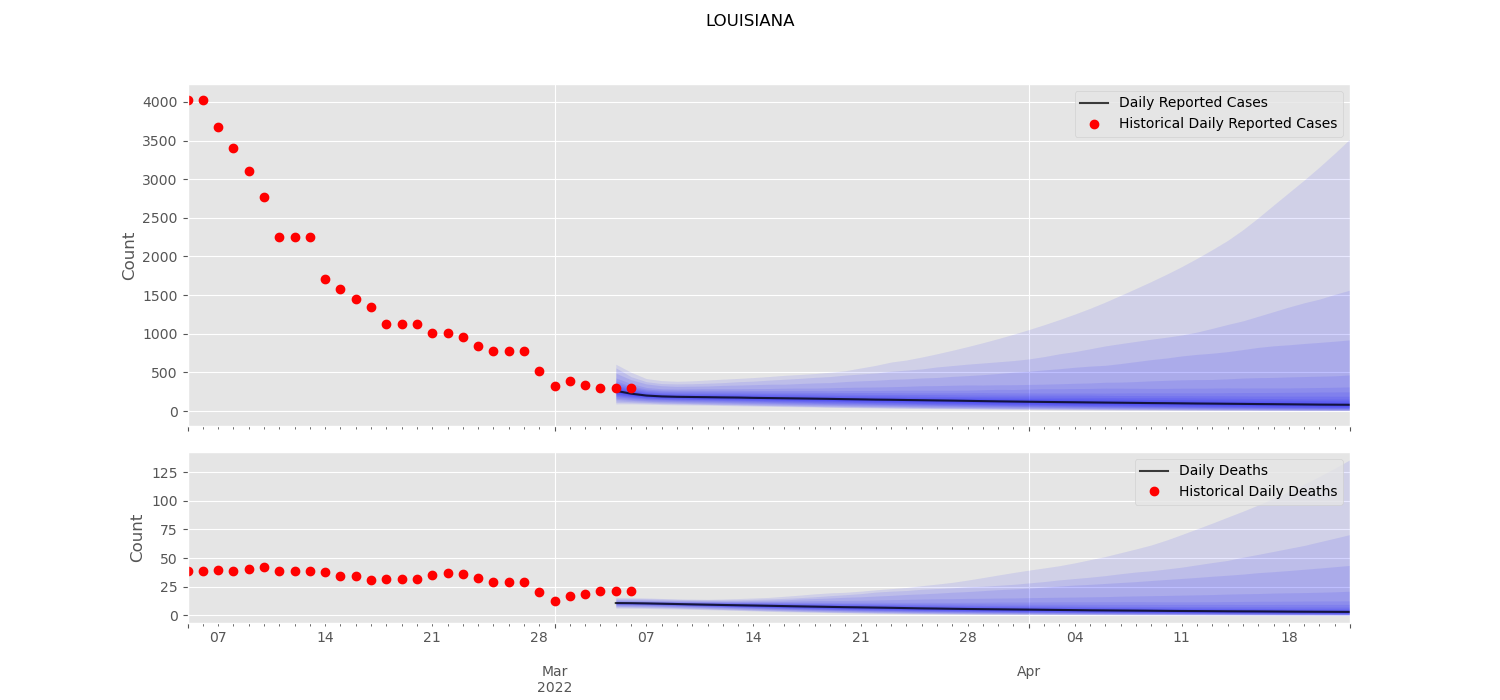 LOUISIANA
Count
4000
3500
3000
2500
2000
1500
1000
500
0
Daily Reported Cases
Historical Daily Reported Cases
Count
125
100
75
50
25
0
Daily Deaths
Historical Daily Deaths
07 14 21 28 07 14 21 28 04 11 18
Mar Apr
2022